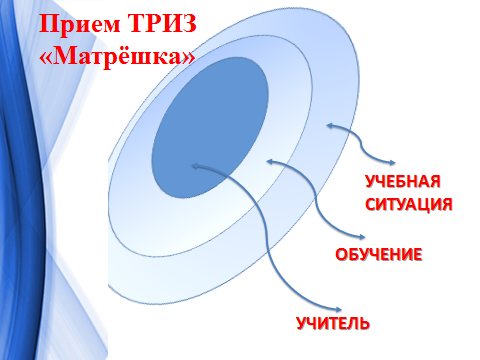 Прием ТРИЗ
«Матрёшка»
УЧЕБНАЯ
СИТУАЦИЯ
ОБУЧЕНИЕ
УЧИТЕЛЬ